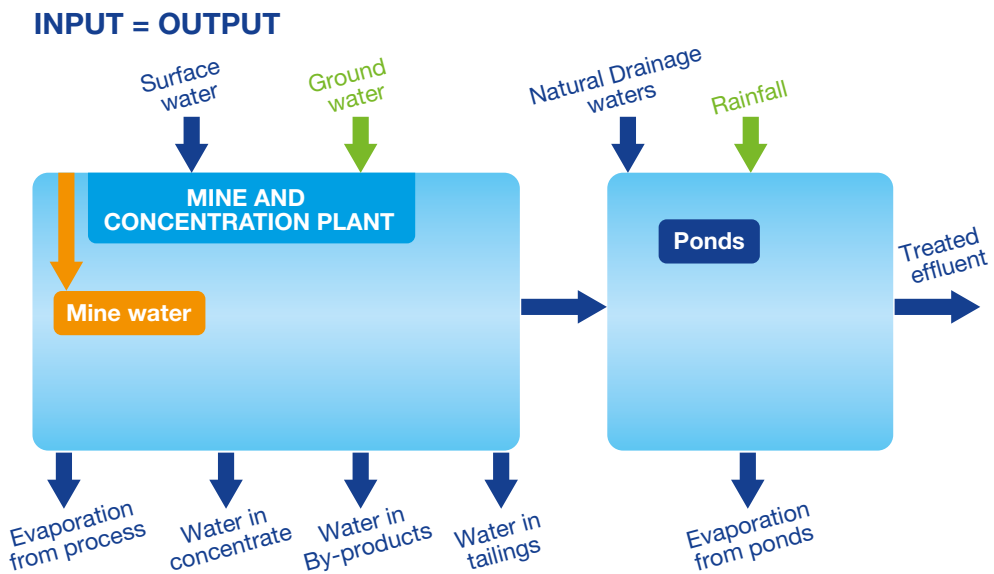 INPUT = OUTPUT
Surface
water
Ground
water
Natural Drainage
waters
Rainfall
MINE AND
CONCENTRATION PLANT
Ponds
Treated
effluent
Mine water
Evaporation
from process
Water in
concentrate
Water in
By-products
Water in
tailings
Evaporation
from ponds